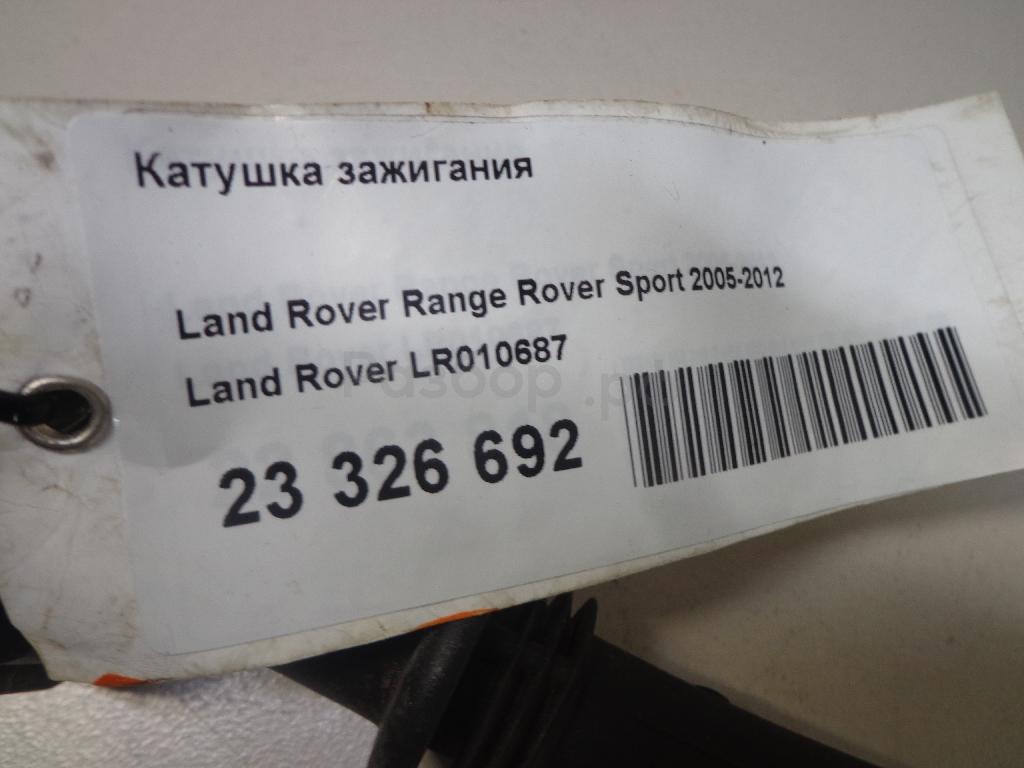 Катушка зажигания
Land Rover Range Rover Sport 2005-2012
Land Rover LR010687
23 326 692